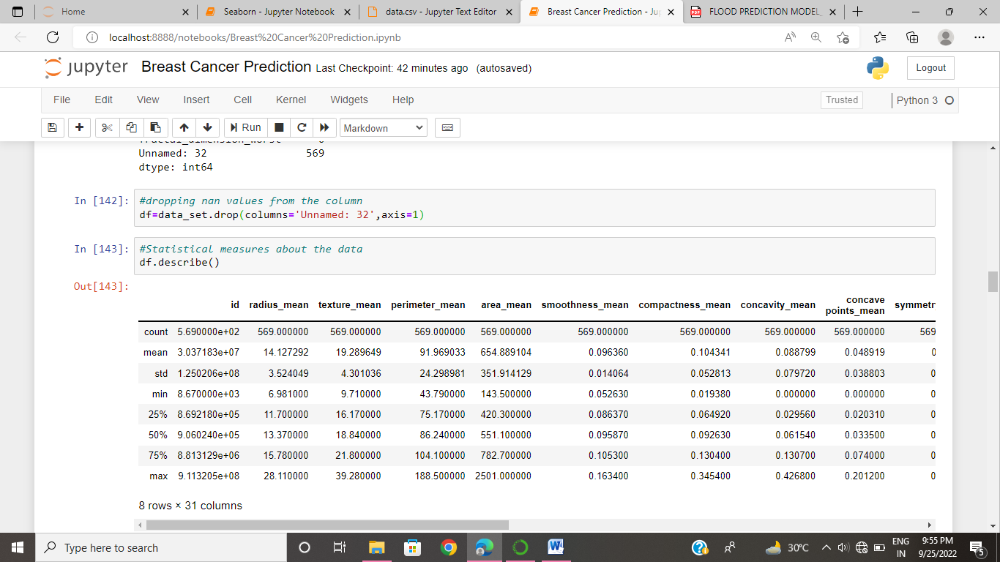 Home
Seaborn - Jupyter Notebook
data.csv - Jupyter Text Editor
Breast Cancer Prediction - Ju
PDF
FLOOD PREDICTION MODEL_
localhost:8888/notebooks/Breast%20Cancer%20Prediction.ipynb
jupyter Breast Cancer Prediction Last Checkpoint: 42 minutes ago (autosaved)
Logout
File Edit View Insert Cell Kernel Widgets Help
Trusted
Python 3
Run
Markdown
Unnamed: 32 569
dtype: int64
In [142]: #dropping nan values from the column
df=data_set.drop(columns='Unnamed: 32',axis=1)
In [143]: #Statistical measures about the data
df.describe()
Out[143]:
id radius_mean texture_mean perimeter_mean area_mean smoothness_mean compactness_mean concavity_mean concave points_mean symmetr
count 5.690000e+02 569.000000 569.000000 569.000000 569.000000 569.000000 569.000000 569.000000 569.000000 569
mean 3.037183e+07 14.127292 19.289649 91.969033 654.889104 0.096360 0.104341 0.088799 0.048919 0
std 1.250206e+08 3.524049 4.301036 24.298981 351.914129 0.014064 0.052813 0.079720 0.038803 0
min 8.670000e+03 6.981000 9.710000 43.790000 143.500000 0.052630 0.019380 0.000000 0.000000 0
25% 8.692180e+05 11.700000 16.170000 75.170000 420.300000 0.086370 0.064920 0.029560 0.020310 0
50% 9.060240e+05 13.370000 18.840000 86.240000 551.100000 0.095870 0.092630 0.061540 0.033500 0
75% 8.813129e+06 15.780000 21.800000 104.100000 782.700000 0.105300 0.130400 0.130700 0.074000 0
max 9.113205e+08 28.110000 39.280000 188.500000 2501.000000 0.163400 0.345400 0.426800 0.201200 0
8 rows × 31 columns
Type here to search
30°C
ENG
IN
9:55 PM
9/25/2022
5